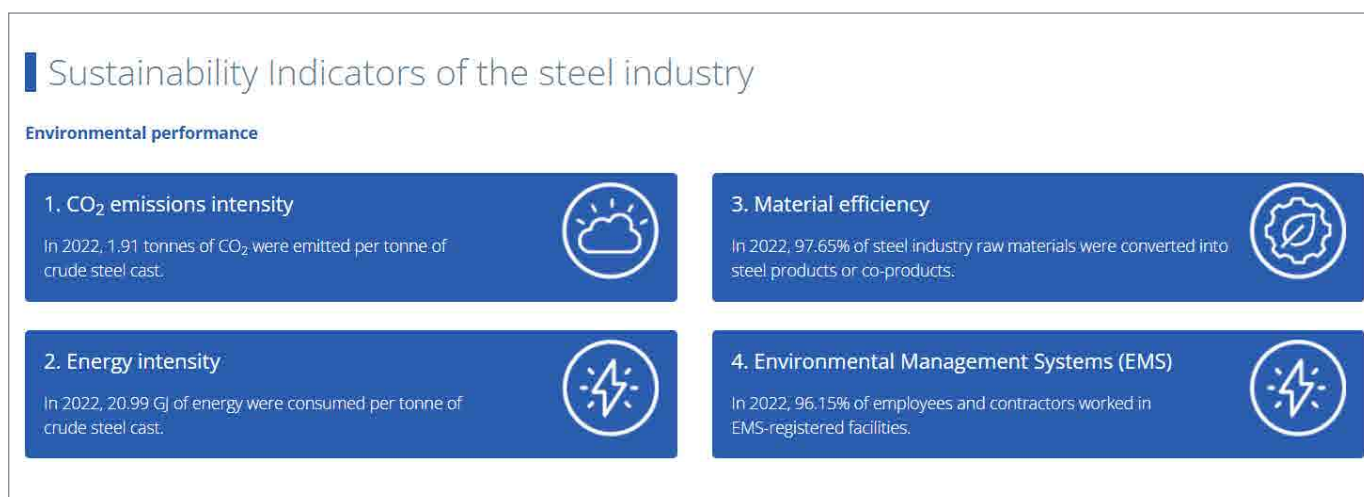 Sustainability Indicators of the steel industry
Environmental performance
1. CO₂ emissions intensity
In 2022, 1.91 tonnes of CO₂ were emitted per tonne of
crude steel cast.
2. Energy intensity
In 2022, 20.99 GJ of energy were consumed per tonne of
crude steel cast.
3. Material efficiency
In 2022, 97.65% of steel industry raw materials were converted into
steel products or co-products.
4. Environmental Management Systems (EMS)
In 2022, 96.15% of employees and contractors worked in
EMS-registered facilities.